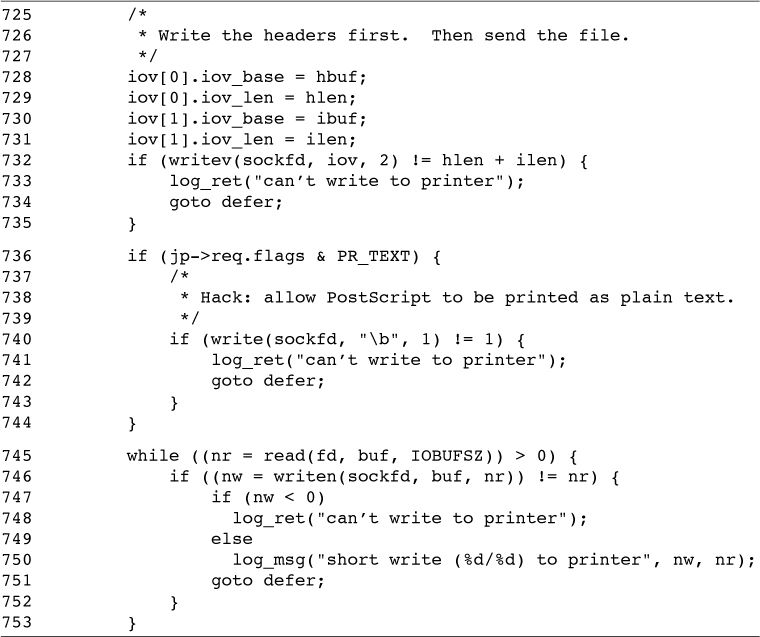 725         /*
726          * Write the headers first.  Then send the file.
727          */
728         iov[0].iov_base = hbuf;
729         iov[0].iov_len = hlen;
730         iov[1].iov_base = ibuf;
731         iov[1].iov_len = ilen;
732         if (writev(sockfd, iov, 2) != hlen + ilen) {
733             log_ret("can’t write to printer");
734             goto defer;
735         }
736         if (jp->req.flags & PR_TEXT) {
737             /*
738              * Hack: allow PostScript to be printed as plain text.
739              */
740             if (write(sockfd, "\b", 1) != 1) {
741                 log_ret("can’t write to printer");
742                 goto defer;
743             }
744         }
745         while ((nr = read(fd, buf, IOBUFSZ)) > 0) {
746             if ((nw = writen(sockfd, buf, nr)) != nr) {
747                 if (nw < 0)
748                   log_ret("can’t write to printer");
749                 else
750                   log_msg("short write (%d/%d) to printer", nw, nr);
751                 goto defer;
752             }
753         }